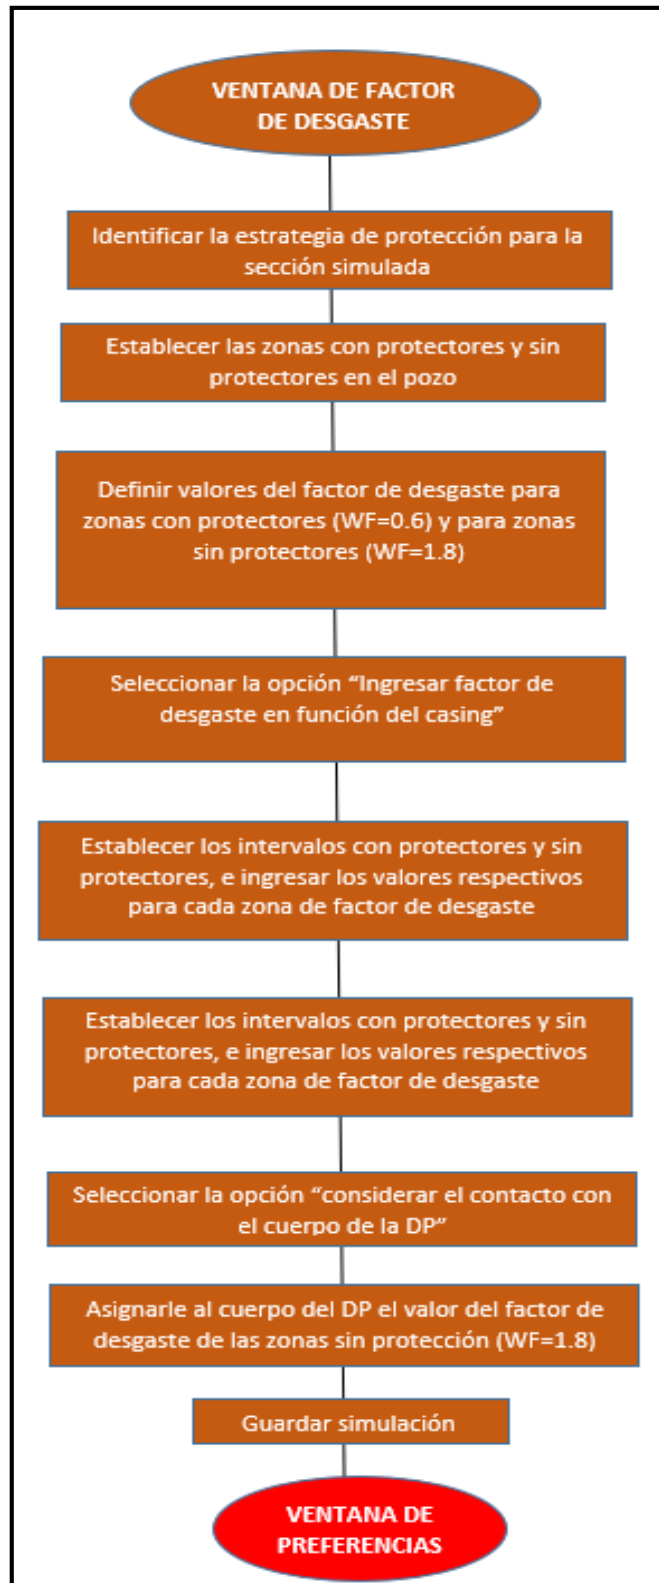 VENTANA DE FACTOR
DE DESGASTE
Identificar la estrategia de protección para la
sección simulada
Establecer las zonas con protectores y sin
protectores en el pozo
Definir valores del factor de desgaste para
zonas con protectores (WF=0.6) y para zonas
sin protectores (WF=1.8)
Seleccionar la opción “Ingresar factor de
desgaste en función del casing”
Establecer los intervalos con protectores y sin
protectores, e ingresar los valores respectivos
para cada zona de factor de desgaste
Establecer los intervalos con protectores y sin
protectores, e ingresar los valores respectivos
para cada zona de factor de desgaste
Seleccionar la opción “considerar el contacto con
el cuerpo de la DP”
Asignarle al cuerpo del DP el valor del factor de
desgaste de las zonas sin protección (WF=1.8)
Guardar simulación
VENTANA DE
PREFERENCIAS